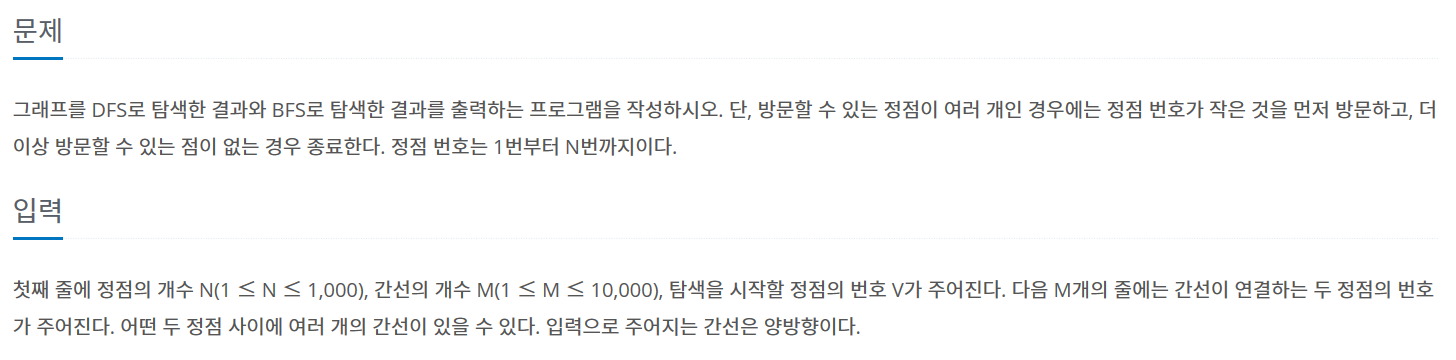 문제
그래프를 DFS로 탐색한 결과와 BFS로 탐색한 결과를 출력하는 프로그램을 작성하시오. 단, 방문할 수 있는 정점이 여러 개인 경우에는 정점 번호가 작은 것을 먼저 방문하고, 더
이상 방문할 수 있는 점이 없는 경우 종료한다. 정점 번호는 1번부터 N번까지이다.
입력
첫째 줄에 정점의 개수 N(1 ≤ N ≤ 1,000), 간선의 개수 M(1 ≤ M ≤ 10,000), 탐색을 시작할 정점의 번호 V가 주어진다. 다음 M개의 줄에는 간선이 연결하는 두 정점의 번호
가 주어진다. 어떤 두 정점 사이에 여러 개의 간선이 있을 수 있다. 입력으로 주어지는 간선은 양방향이다.